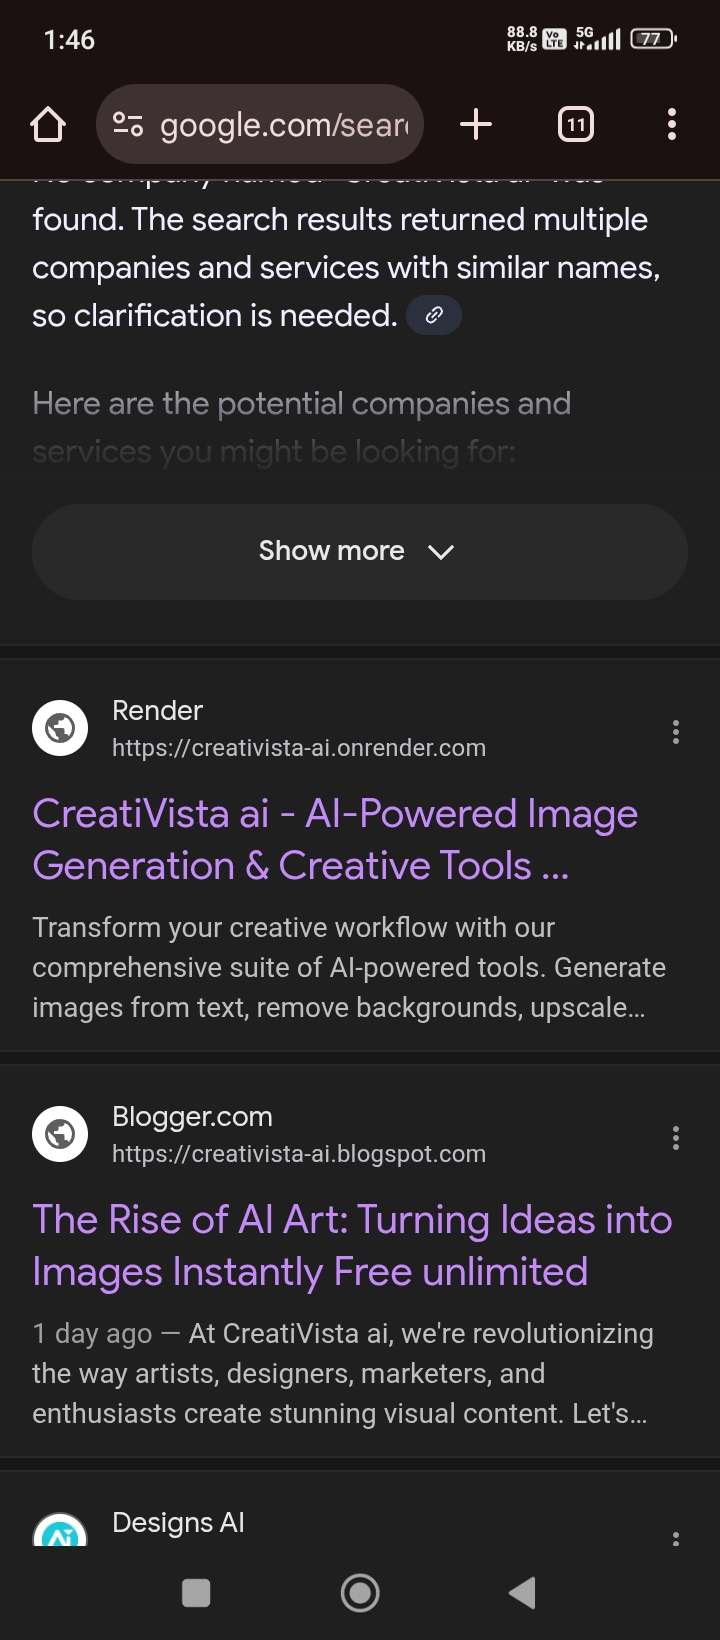 1:46
88.8 KB/s Vo LTE 5G 77
google.com/sear
11
found. The search results returned multiple
companies and services with similar names,
so clarification is needed.
Here are the potential companies and
services you might be looking for:
Show more
Render
https://creativista-ai.onrender.com
CreatiVista ai - AI-Powered Image
Generation & Creative Tools ...
Transform your creative workflow with our
comprehensive suite of AI-powered tools. Generate
images from text, remove backgrounds, upscale...
Blogger.com
https://creativista-ai.blogspot.com
The Rise of AI Art: Turning Ideas into
Images Instantly Free unlimited
1 day ago — At CreatiVista ai, we're revolutionizing
the way artists, designers, marketers, and
enthusiasts create stunning visual content. Let's...
Designs AI